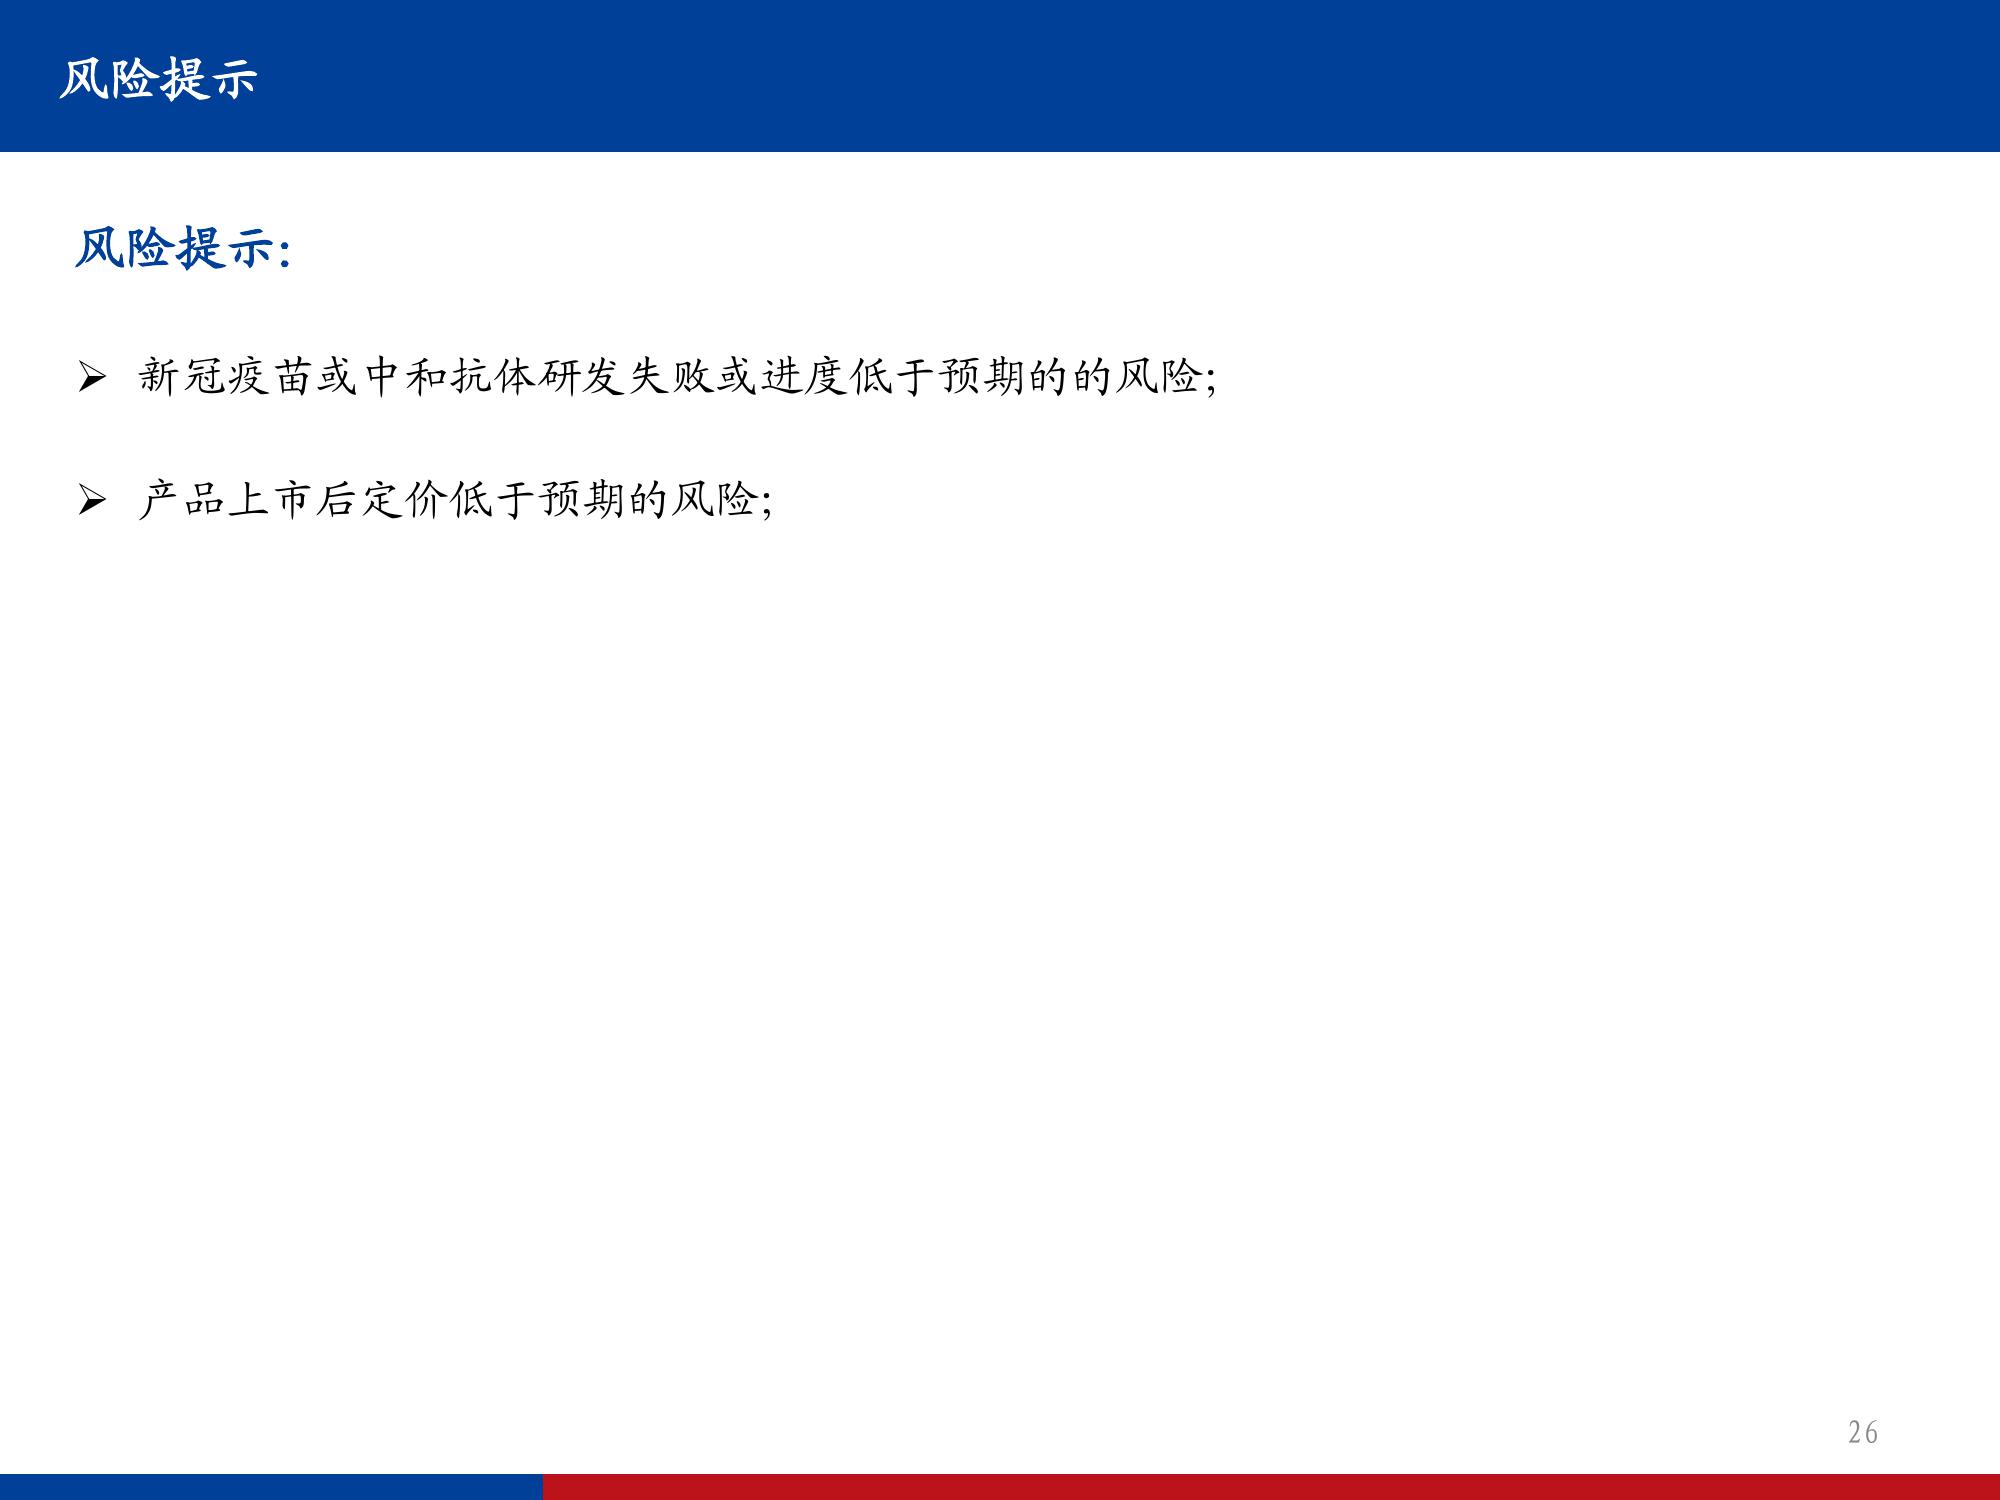 风险提示
风险提示:
➢ 新冠疫苗或中和抗体研发失败或进度低于预期的的风险;
➢ 产品上市后定价低于预期的风险;
26